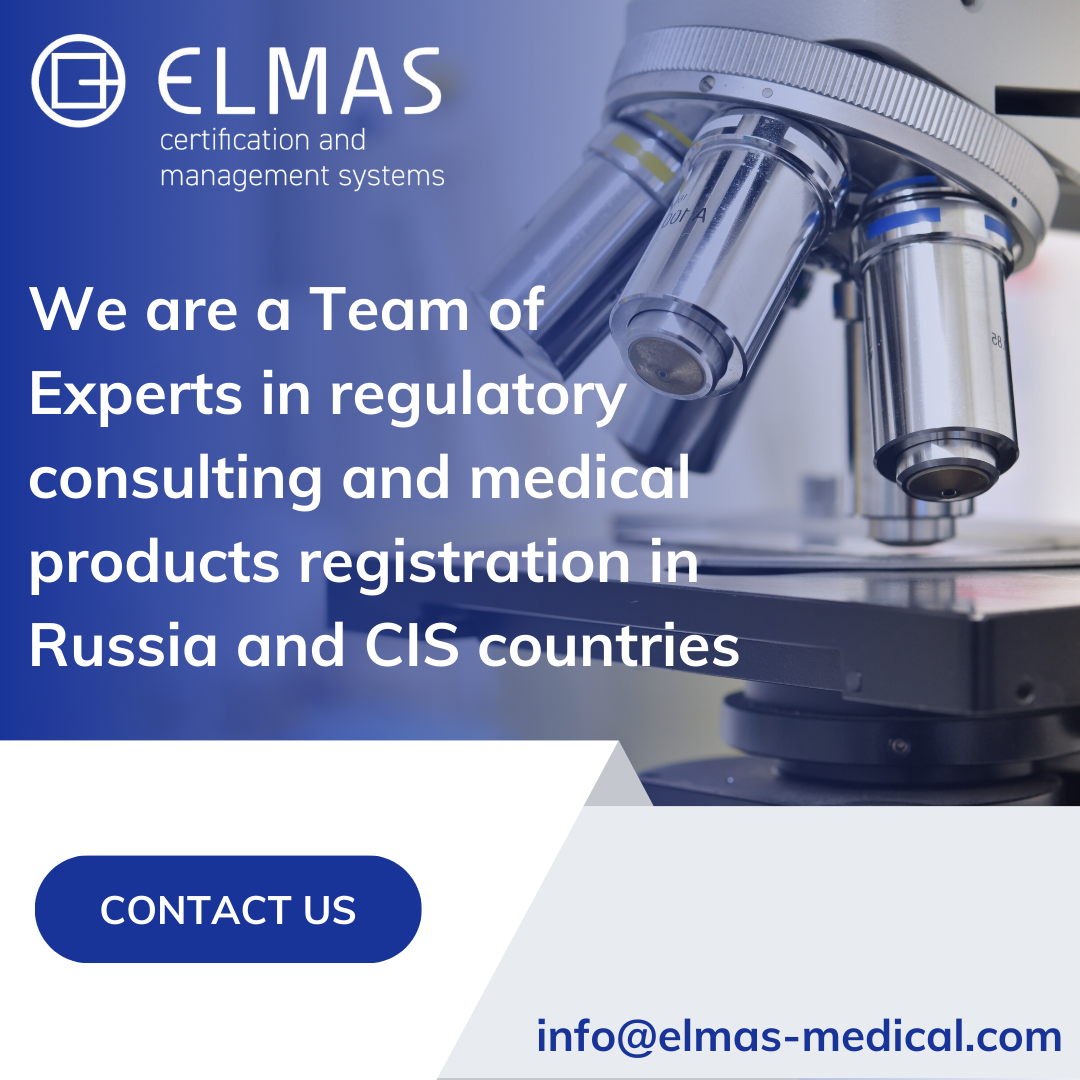 ELMAS
certification and
management systems
We are a Team of
Experts in regulatory
consulting and medical
products registration in
Russia and CIS countries
CONTACT US
info@elmas-medical.com